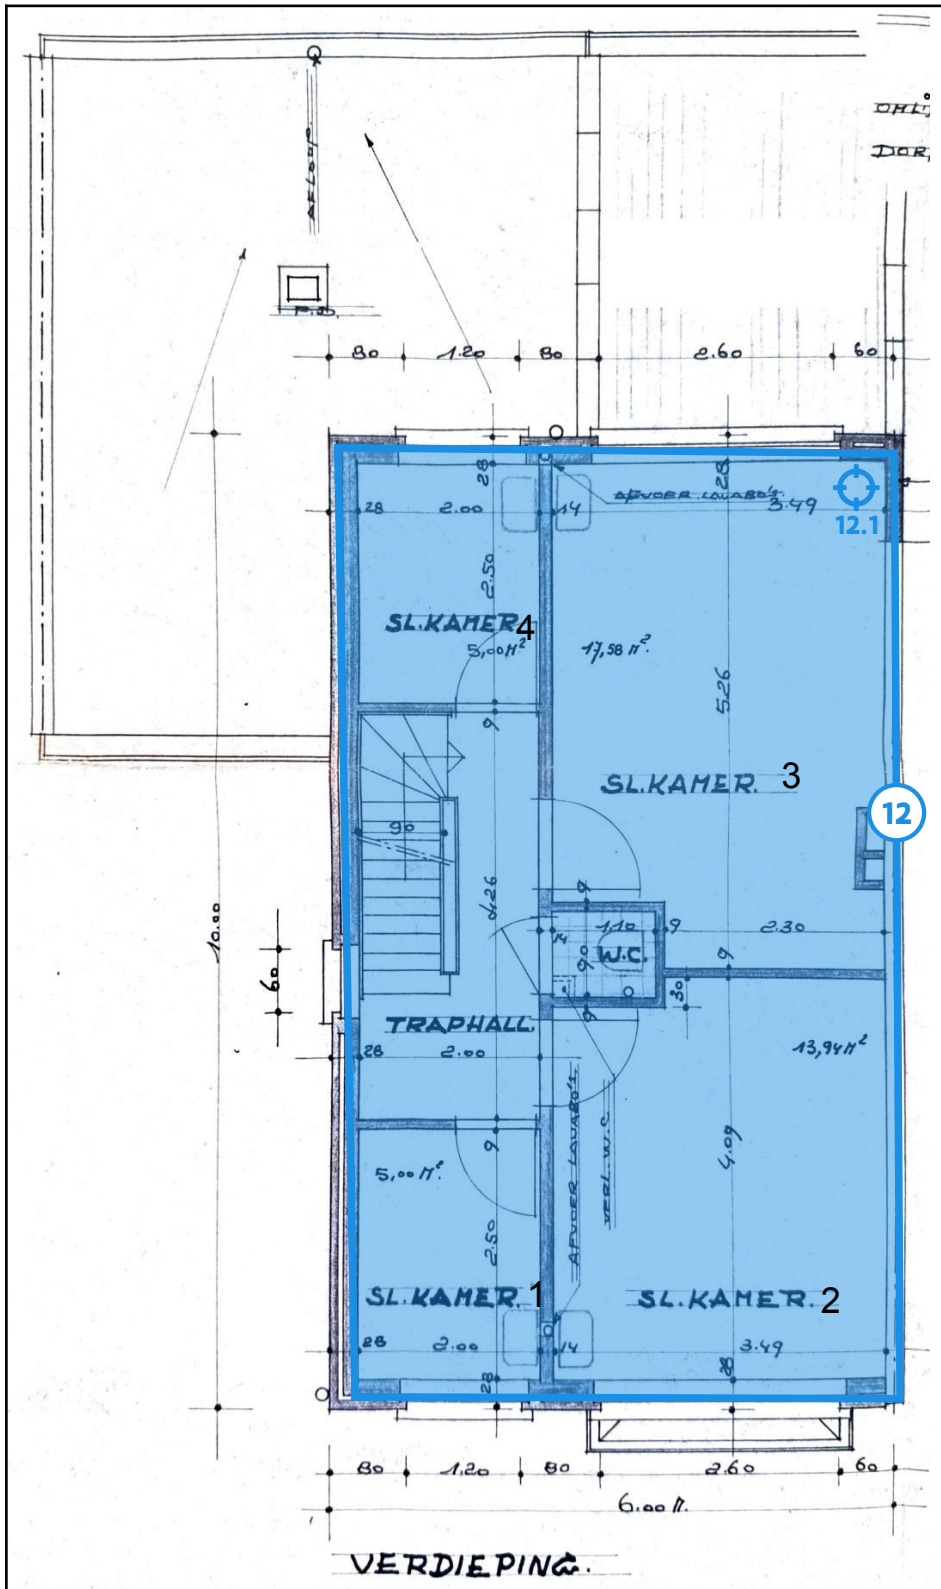 AFLOOP.
P.S.
80 1.20 80 2.60 60
28 28
AFVOER LAVABO'S.
28 2.00 14 3.49
12.1
2.50
SL.KAMER. 4
5,00 M²
17,58 M².
5.26
9
SL.KAMER. 3
12
90
4.26
10.00
9
14 1,10 9 2.30
W.C.
90
9
60
30
9
TRAPHALL.
28 2.00
13,94 M²
9
5,00 M².
4.09
AFVOER LAVABO'S.
VERL. W.C.
2.50
SL.KAMER. 1
SL.KAMER. 2
28 2.00 14 3.49
28 28
80 1.20 80 2.60 60
6.00 M.
VERDIEPING.